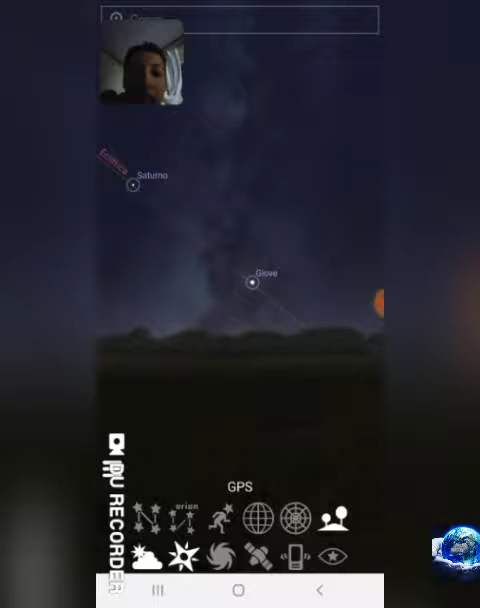 Eclittica
Saturno
Giove
GPS
orion
DU RECORDER